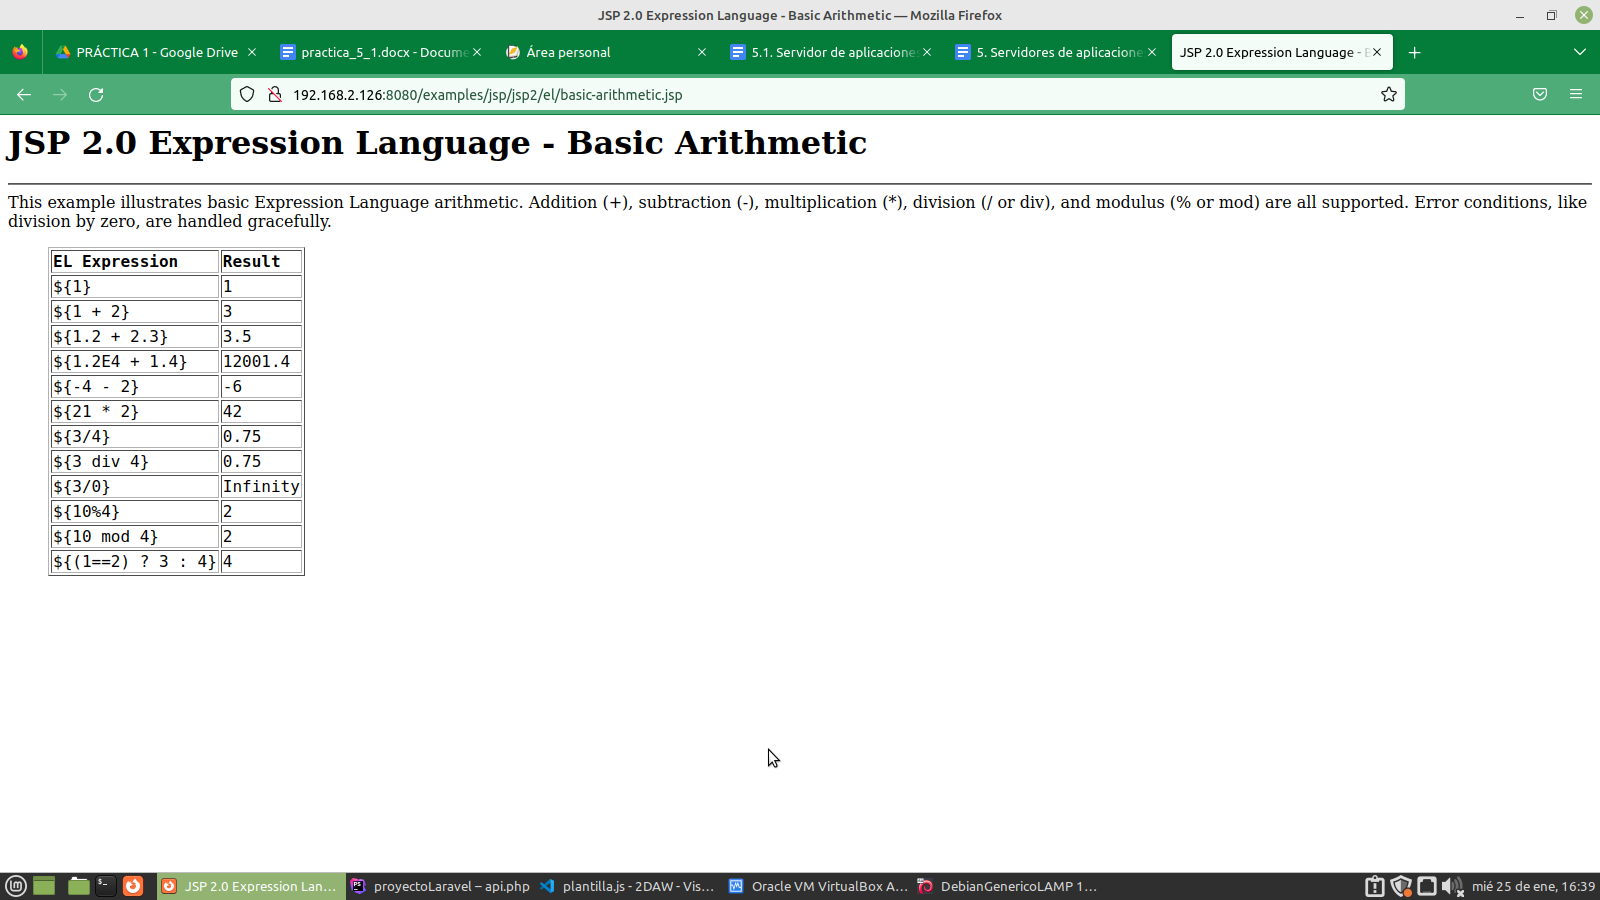 JSP 2.0 Expression Language - Basic Arithmetic — Mozilla Firefox
PRÁCTICA 1 - Google Drive
practica_5_1.docx - Docume
Área personal
5.1. Servidor de aplicaciones
5. Servidores de aplicacione
JSP 2.0 Expression Language - B
192.168.2.126:8080/examples/jsp/jsp2/el/basic-arithmetic.jsp
JSP 2.0 Expression Language - Basic Arithmetic
This example illustrates basic Expression Language arithmetic. Addition (+), subtraction (-), multiplication (*), division (/ or div), and modulus (% or mod) are all supported. Error conditions, like
division by zero, are handled gracefully.
EL Expression Result
${1} 1
${1 + 2} 3
${1.2 + 2.3} 3.5
${1.2E4 + 1.4} 12001.4
${-4 - 2} -6
${21 * 2} 42
${3/4} 0.75
${3 div 4} 0.75
${3/0} Infinity
${10%4} 2
${10 mod 4} 2
${(1==2) ? 3 : 4} 4
JSP 2.0 Expression Lan...
proyectoLaravel – api.php
plantilla.js - 2DAW - Vis...
Oracle VM VirtualBox A...
DebianGenericoLAMP 1...
mié 25 de ene, 16:39